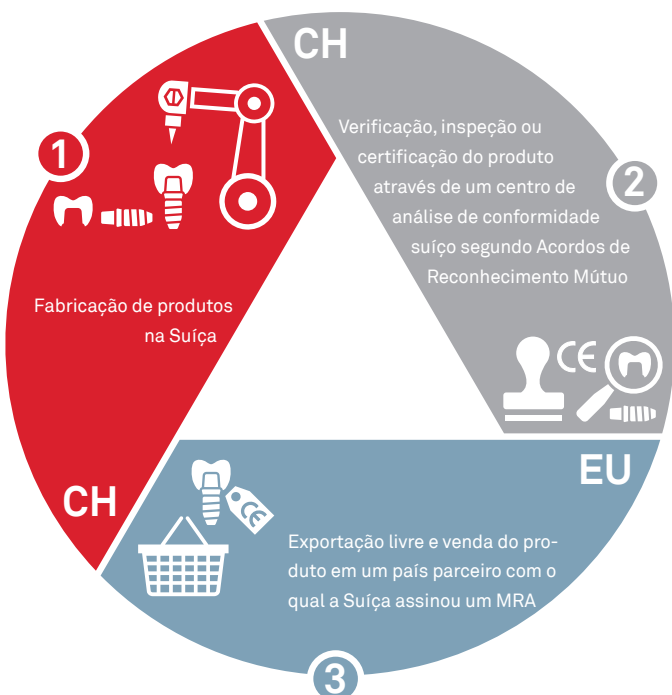 1
Fabricação de produtos
na Suíça
CH
CH
Verificação, inspeção ou
certificação do produto
através de um centro de
análise de conformidade
suíço segundo Acordos de
Reconhecimento Mútuo
2
CE
EU
CE
Exportação livre e venda do pro-
duto em um país parceiro com o
qual a Suíça assinou um MRA
3